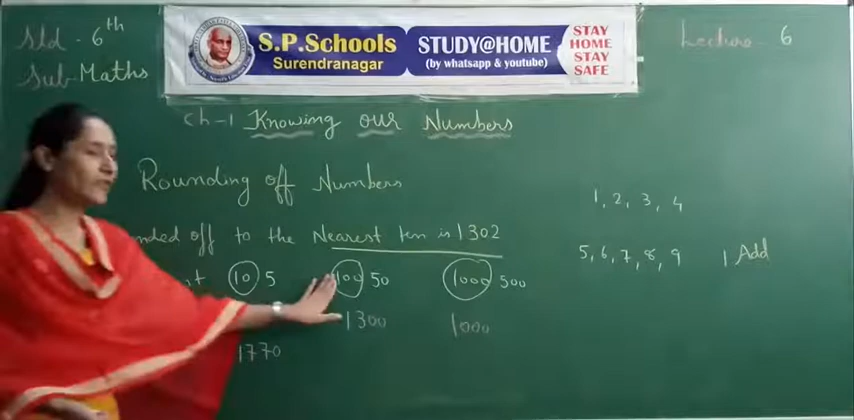 Std - 6th
Sub - Maths
S.P.Schools
Surendranagar
STUDY@HOME
(by whatsapp & youtube)
STAY
HOME
STAY
SAFE
Lecture - 6
Ch-1 Knowing our Numbers
Rounding off Numbers
1, 2, 3, 4
nded off to the Nearest ten is 1302
5, 6, 7, 8, 9 1 Add
10 5 100 50 1000 500
1300 1000
1770